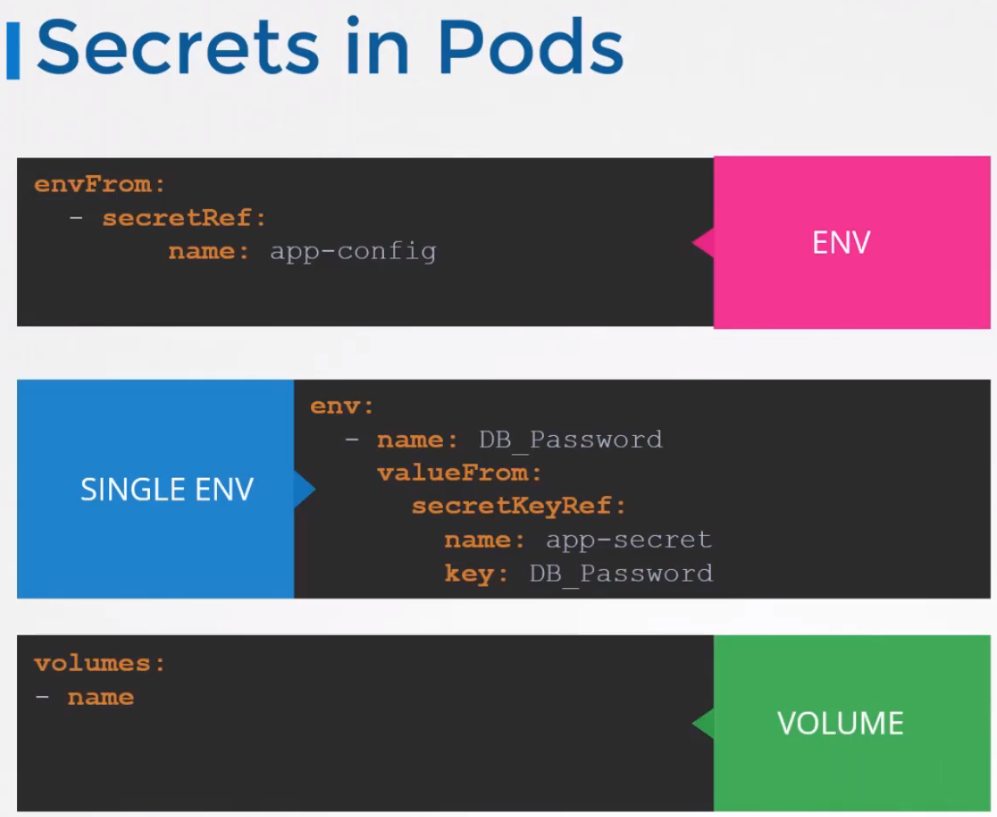 Secrets in Pods
envFrom:
- secretRef:
name: app-config
ENV
SINGLE ENV
env:
- name: DB_Password
valueFrom:
secretKeyRef:
name: app-secret
key: DB_Password
volumes:
- name
VOLUME